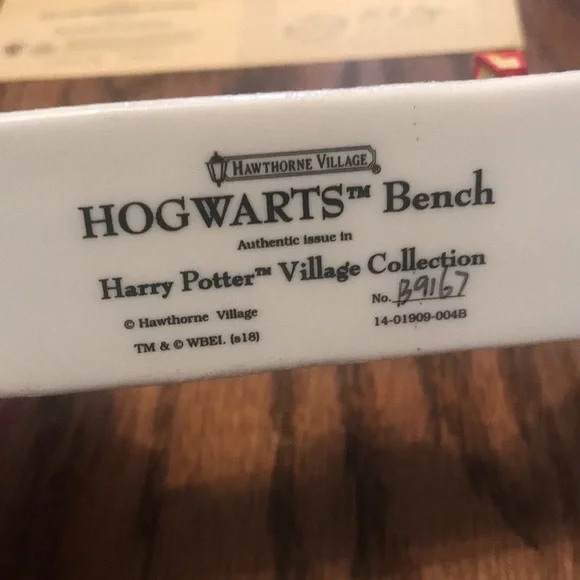 HAWTHORNE VILLAGE
HOGWARTS™ Bench
Authentic issue in
Harry Potter™ Village Collection
No. B9167
© Hawthorne Village
14-01909-004B
TM & © WBEI. (s18)